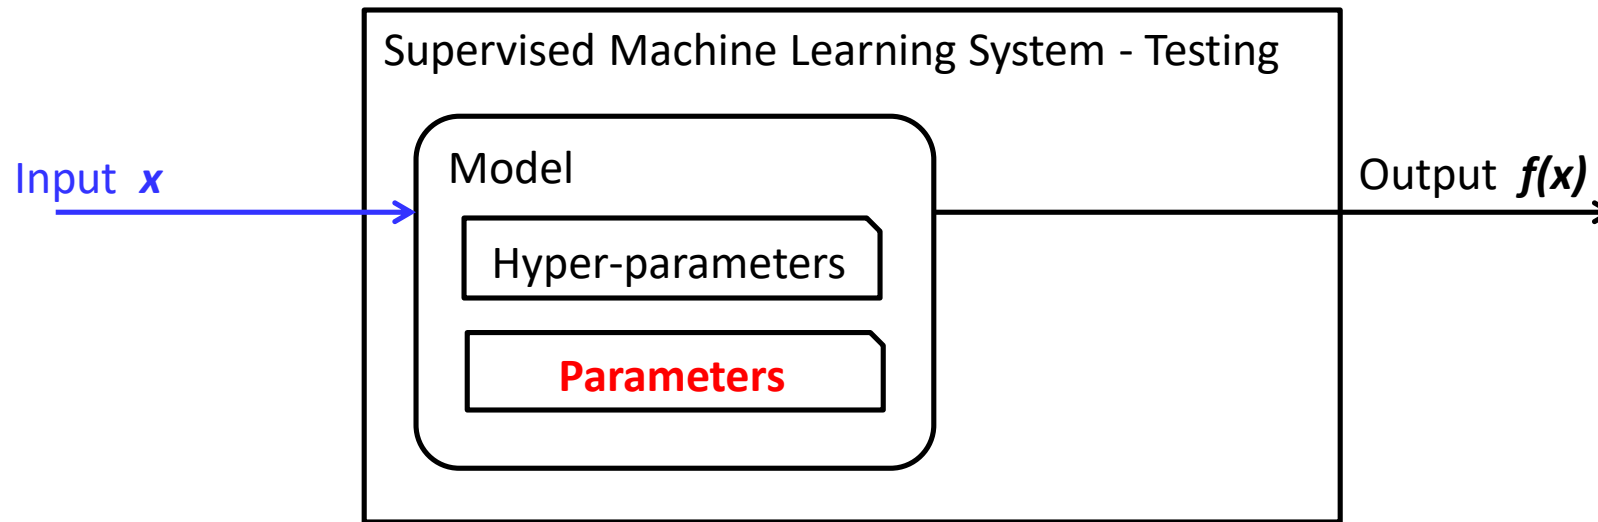 Supervised Machine Learning System - Testing
Input x
Model
Output f(x)
Hyper-parameters
Parameters